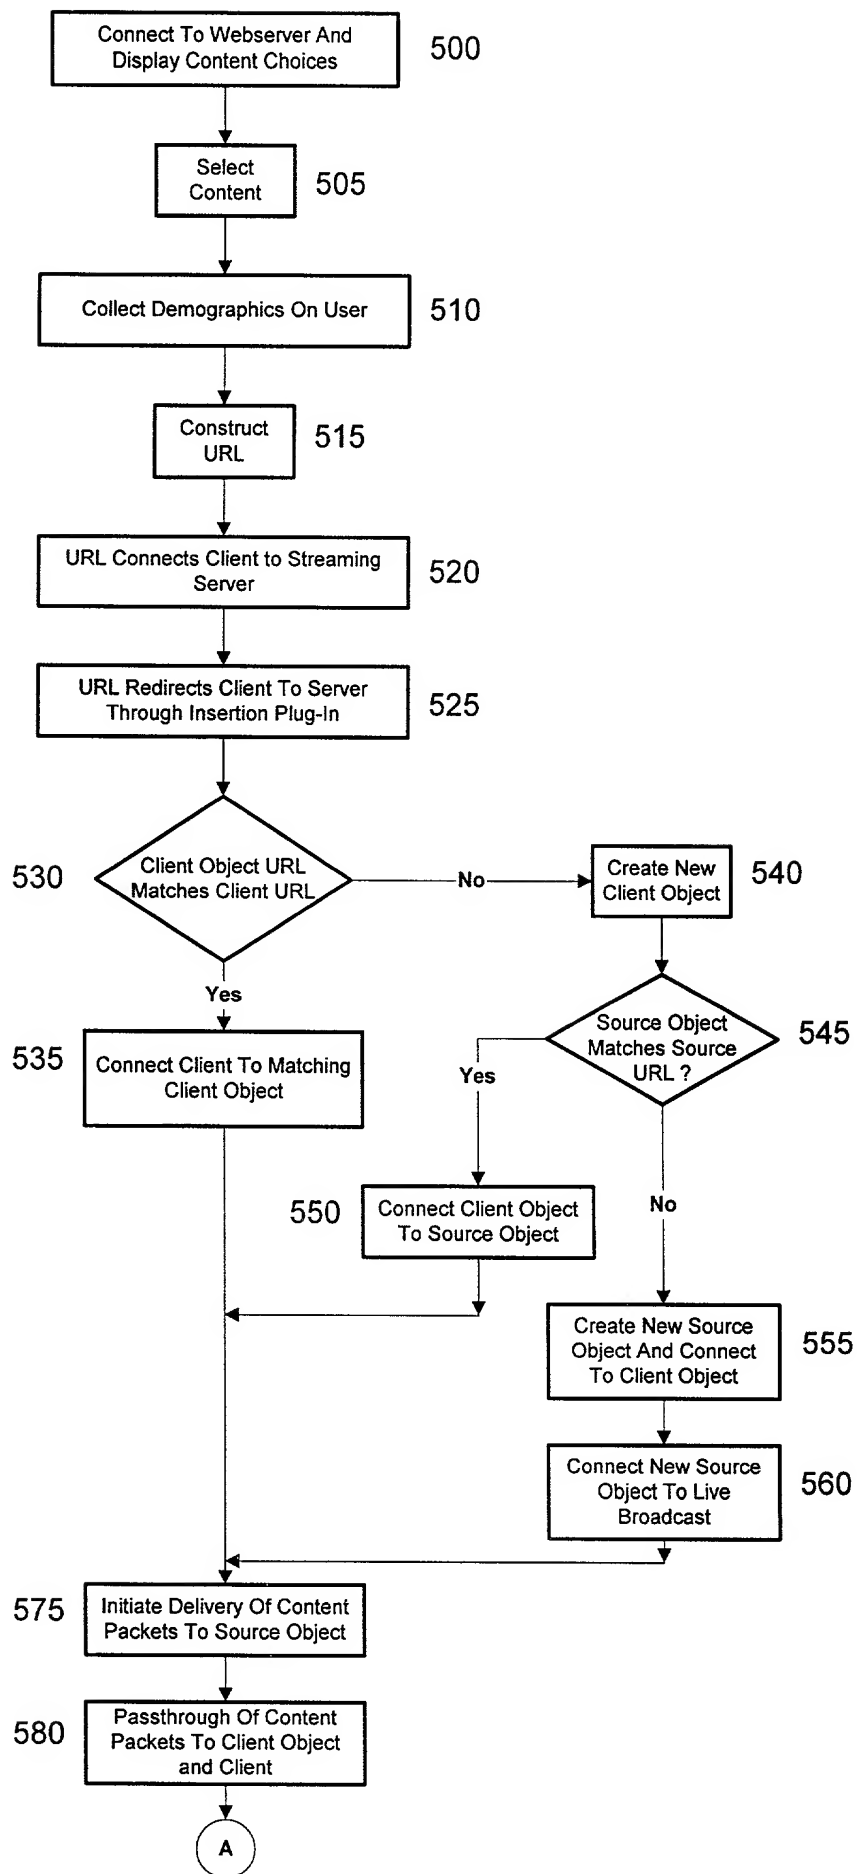 Connect To Webserver And
Display Content Choices
500
Select
Content
505
Collect Demographics On User
510
Construct
URL
515
URL Connects Client to Streaming
Server
520
URL Redirects Client To Server
Through Insertion Plug-In
525
530
Client Object URL
Matches Client URL
No
Create New
Client Object
540
Yes
535
Connect Client To Matching
Client Object
Source Object
Matches Source
URL ?
545
Yes
550
Connect Client Object
To Source Object
No
Create New Source
Object And Connect
To Client Object
555
Connect New Source
Object To Live
Broadcast
560
575
Initiate Delivery Of Content
Packets To Source Object
580
Passthrough Of Content
Packets To Client Object
and Client
A